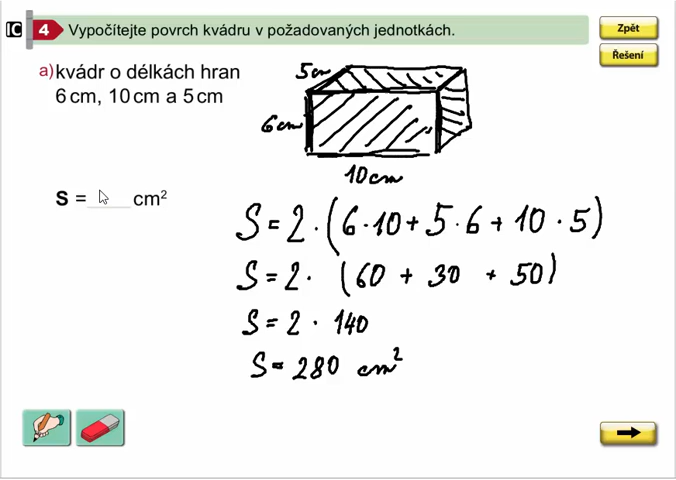 4 Vypočítejte povrch kvádru v požadovaných jednotkách.
Zpět
Řešení
a) kvádr o délkách hran
6 cm, 10 cm a 5 cm
5cm
6cm
10cm
S = ____ cm²
S = 2 · (6·10 + 5·6 + 10·5)
S = 2 · (60 + 30 + 50)
S = 2 · 140
S = 280 cm²